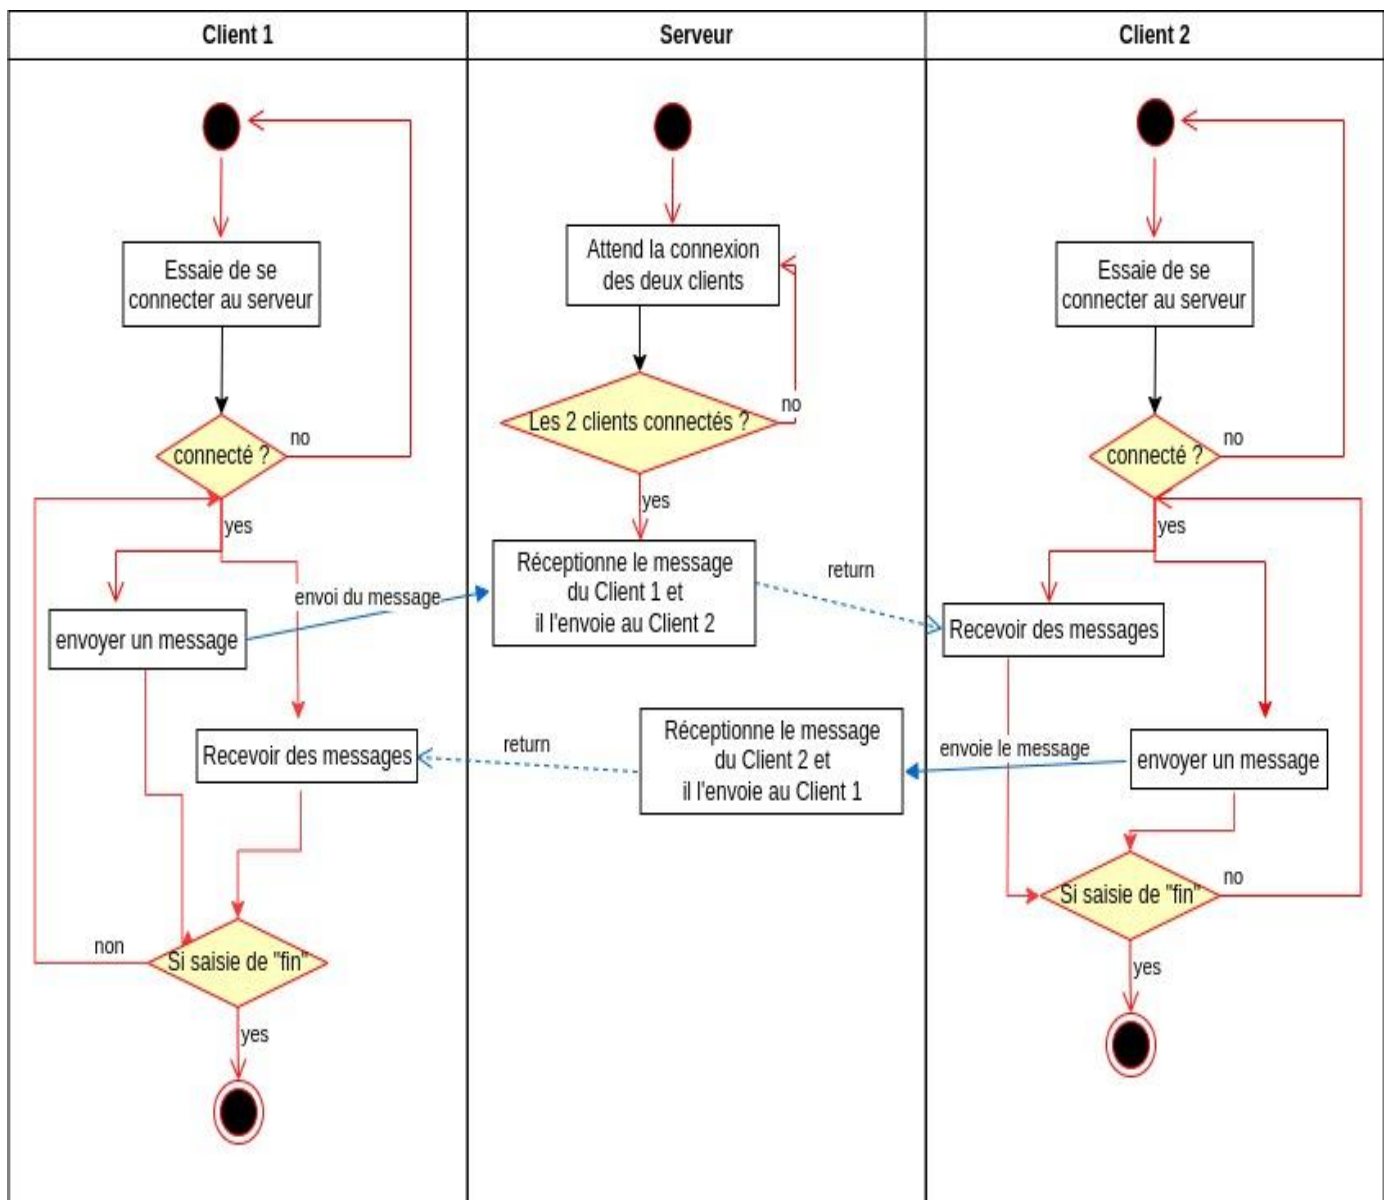 Client 1
Serveur
Client 2
Essaie de se
connecter au serveur
connecté ?
no
yes
envoyer un message
envoi du message
Recevoir des messages
non
Si saisie de "fin"
yes
Attend la connexion
des deux clients
Les 2 clients connectés ?
no
yes
Réceptionne le message
du Client 1 et
il l'envoie au Client 2
return
Réceptionne le message
du Client 2 et
il l'envoie au Client 1
return
Essaie de se
connecter au serveur
connecté ?
no
yes
Recevoir des messages
envoie le message
envoyer un message
Si saisie de "fin"
no
yes